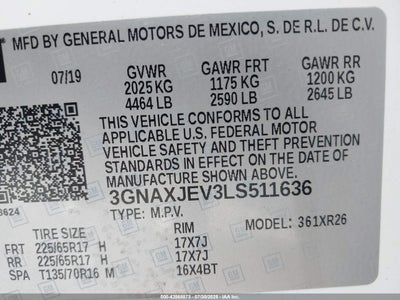 MFD BY GENERAL MOTORS DE MEXICO, S. DE R.L. DE C.V.
07/19 GVWR GAWR FRT GAWR RR
2025 KG 1175 KG 1200 KG
4464 LB 2590 LB 2645 LB
THIS VEHICLE CONFORMS TO ALL
APPLICABLE U.S. FEDERAL MOTOR
VEHICLE SAFETY AND THEFT PREVENTION
STANDARDS IN EFFECT ON THE DATE OF
MANUFACTURE SHOWN ABOVE.
3GNAXJEV3LS511636
8624
TYPE: M.P.V.
MODEL: 361XR26
TIRE SIZE RIM
FRT 225/65R17 H 17X7J
RR 225/65R17 H 17X7J
SPA T135/70R16 M 16X4BT